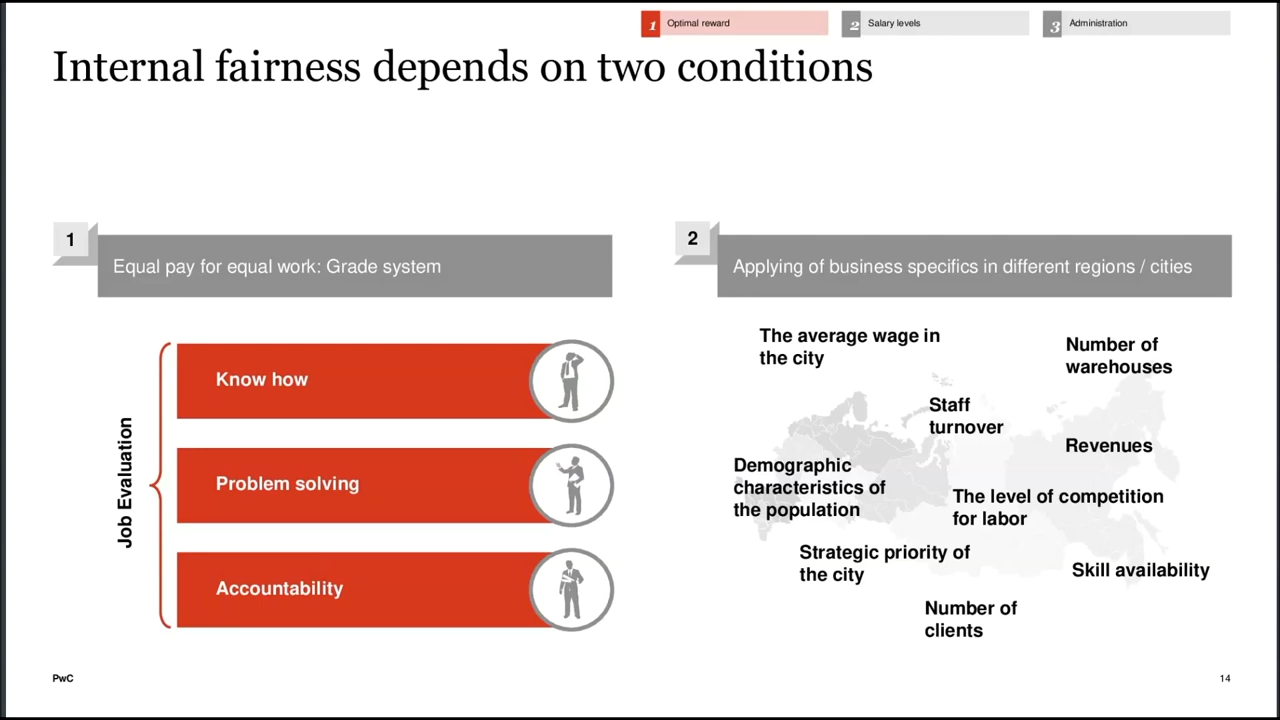 1 Optimal reward
2 Salary levels
3 Administration
Internal fairness depends on two conditions
1
Equal pay for equal work: Grade system
Job Evaluation
Know how
Problem solving
Accountability
2
Applying of business specifics in different regions / cities
The average wage in
the city
Number of
warehouses
Staff
turnover
Revenues
Demographic
characteristics of
the population
The level of competition
for labor
Strategic priority of
the city
Skill availability
Number of
clients
PwC
14